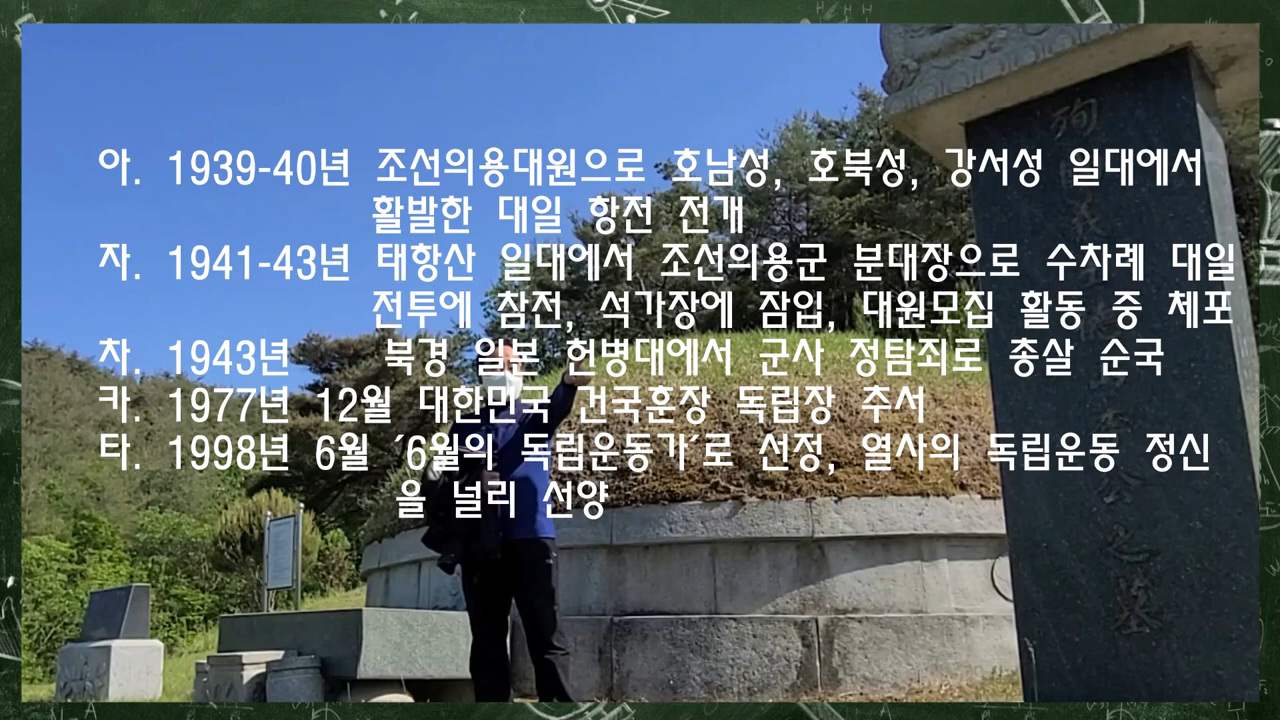 아. 1939-40년 조선의용대원으로 호남성, 호북성, 강서성 일대에서
활발한 대일 항전 전개
자. 1941-43년 태항산 일대에서 조선의용군 분대장으로 수차례 대일
전투에 참전, 석가장에 잠입, 대원모집 활동 중 체포
차. 1943년 북경 일본 헌병대에서 군사 정탐죄로 총살 순국
카. 1977년 12월 대한민국 건국훈장 독립장 추서
타. 1998년 6월 ´6월의 독립운동가´로 선정, 열사의 독립운동 정신
을 널리 선양
殉
義
公
之
墓